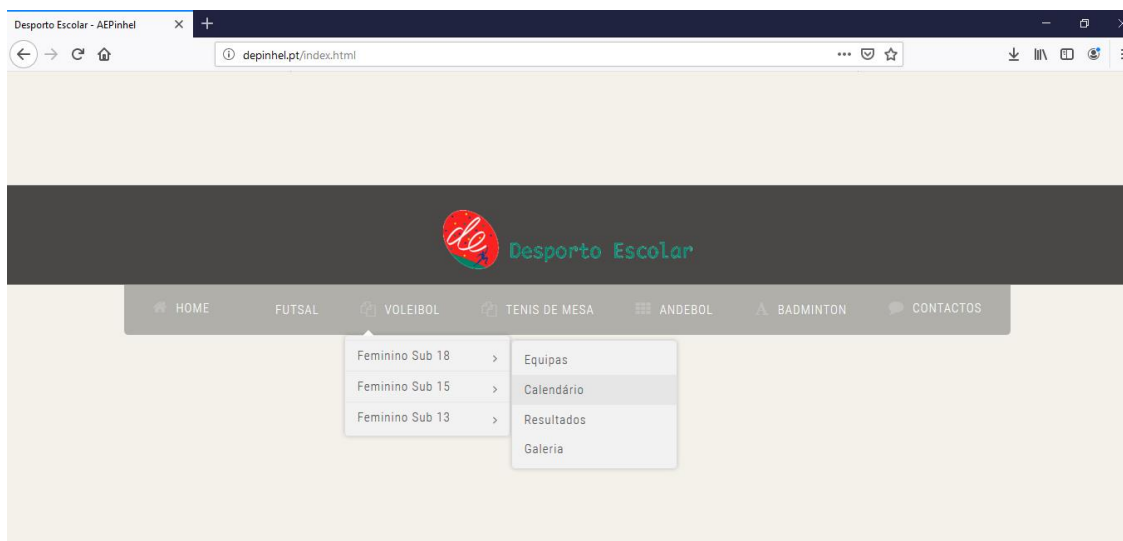 Desporto Escolar - AEPinhel
depinhel.pt/index.html
de
Desporto Escolar
HOME FUTSAL VOLEIBOL TENIS DE MESA ANDEBOL BADMINTON CONTACTOS
Feminino Sub 18
Feminino Sub 15
Feminino Sub 13
Equipas
Calendário
Resultados
Galeria